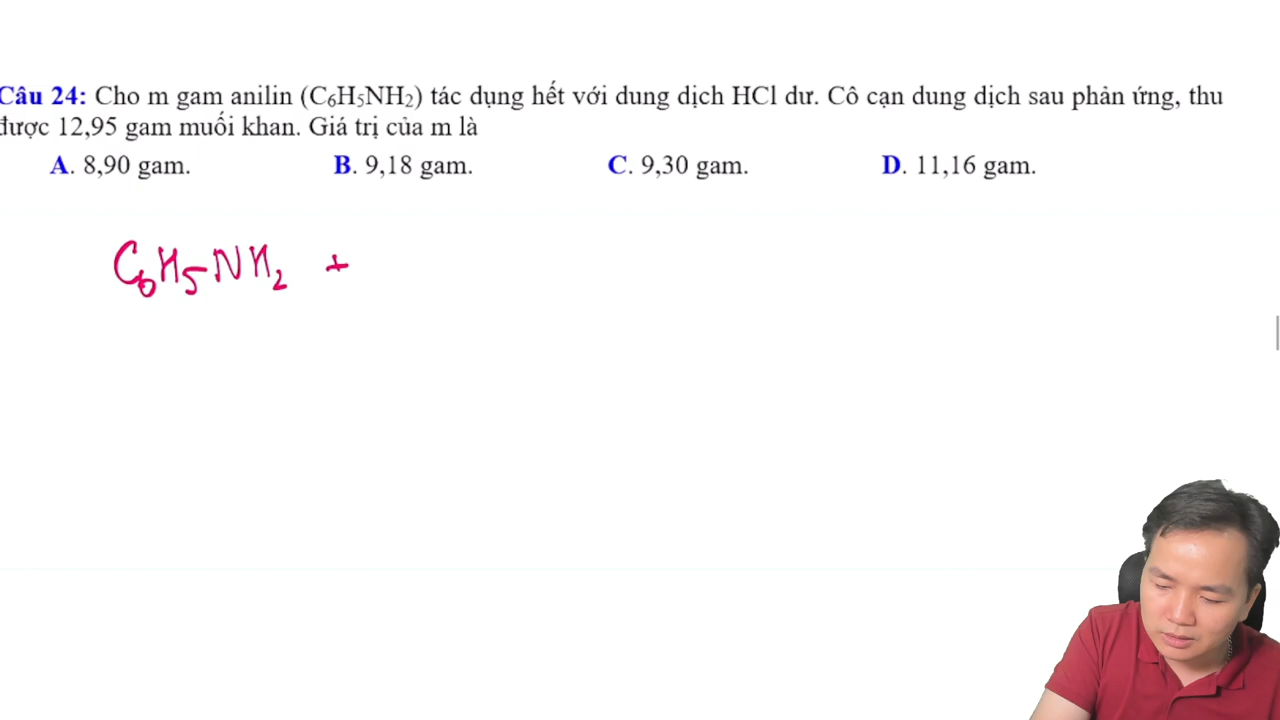 Câu 24: Cho m gam anilin (C₆H₅NH₂) tác dụng hết với dung dịch HCl dư. Cô cạn dung dịch sau phản ứng, thu
được 12,95 gam muối khan. Giá trị của m là
A. 8,90 gam. B. 9,18 gam. C. 9,30 gam. D. 11,16 gam.
C₆H₅-NH₂ +